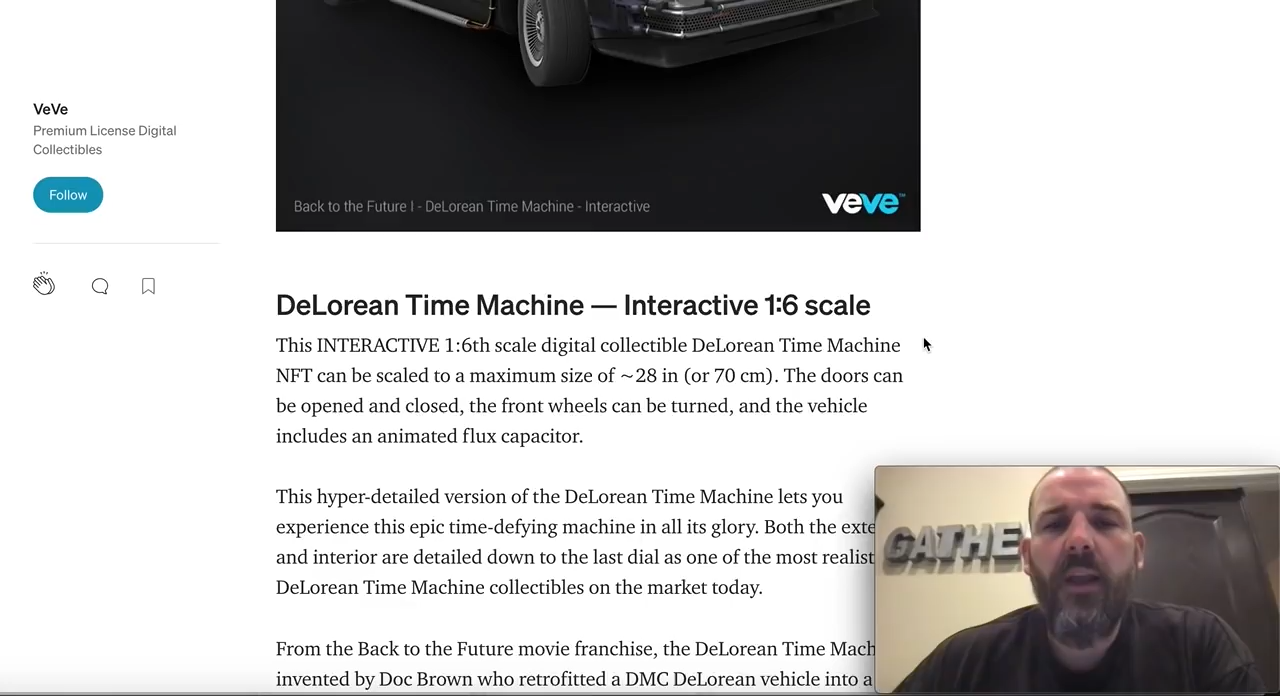 VeVe
Premium License Digital
Collectibles
Follow
Back to the Future I - DeLorean Time Machine - Interactive
veve™
DeLorean Time Machine — Interactive 1:6 scale
This INTERACTIVE 1:6th scale digital collectible DeLorean Time Machine
NFT can be scaled to a maximum size of ~28 in (or 70 cm). The doors can
be opened and closed, the front wheels can be turned, and the vehicle
includes an animated flux capacitor.
This hyper-detailed version of the DeLorean Time Machine lets you
experience this epic time-defying machine in all its glory. Both the exte
and interior are detailed down to the last dial as one of the most realist
DeLorean Time Machine collectibles on the market today.
From the Back to the Future movie franchise, the DeLorean Time Mach
invented by Doc Brown who retrofitted a DMC DeLorean vehicle into a
GATHE